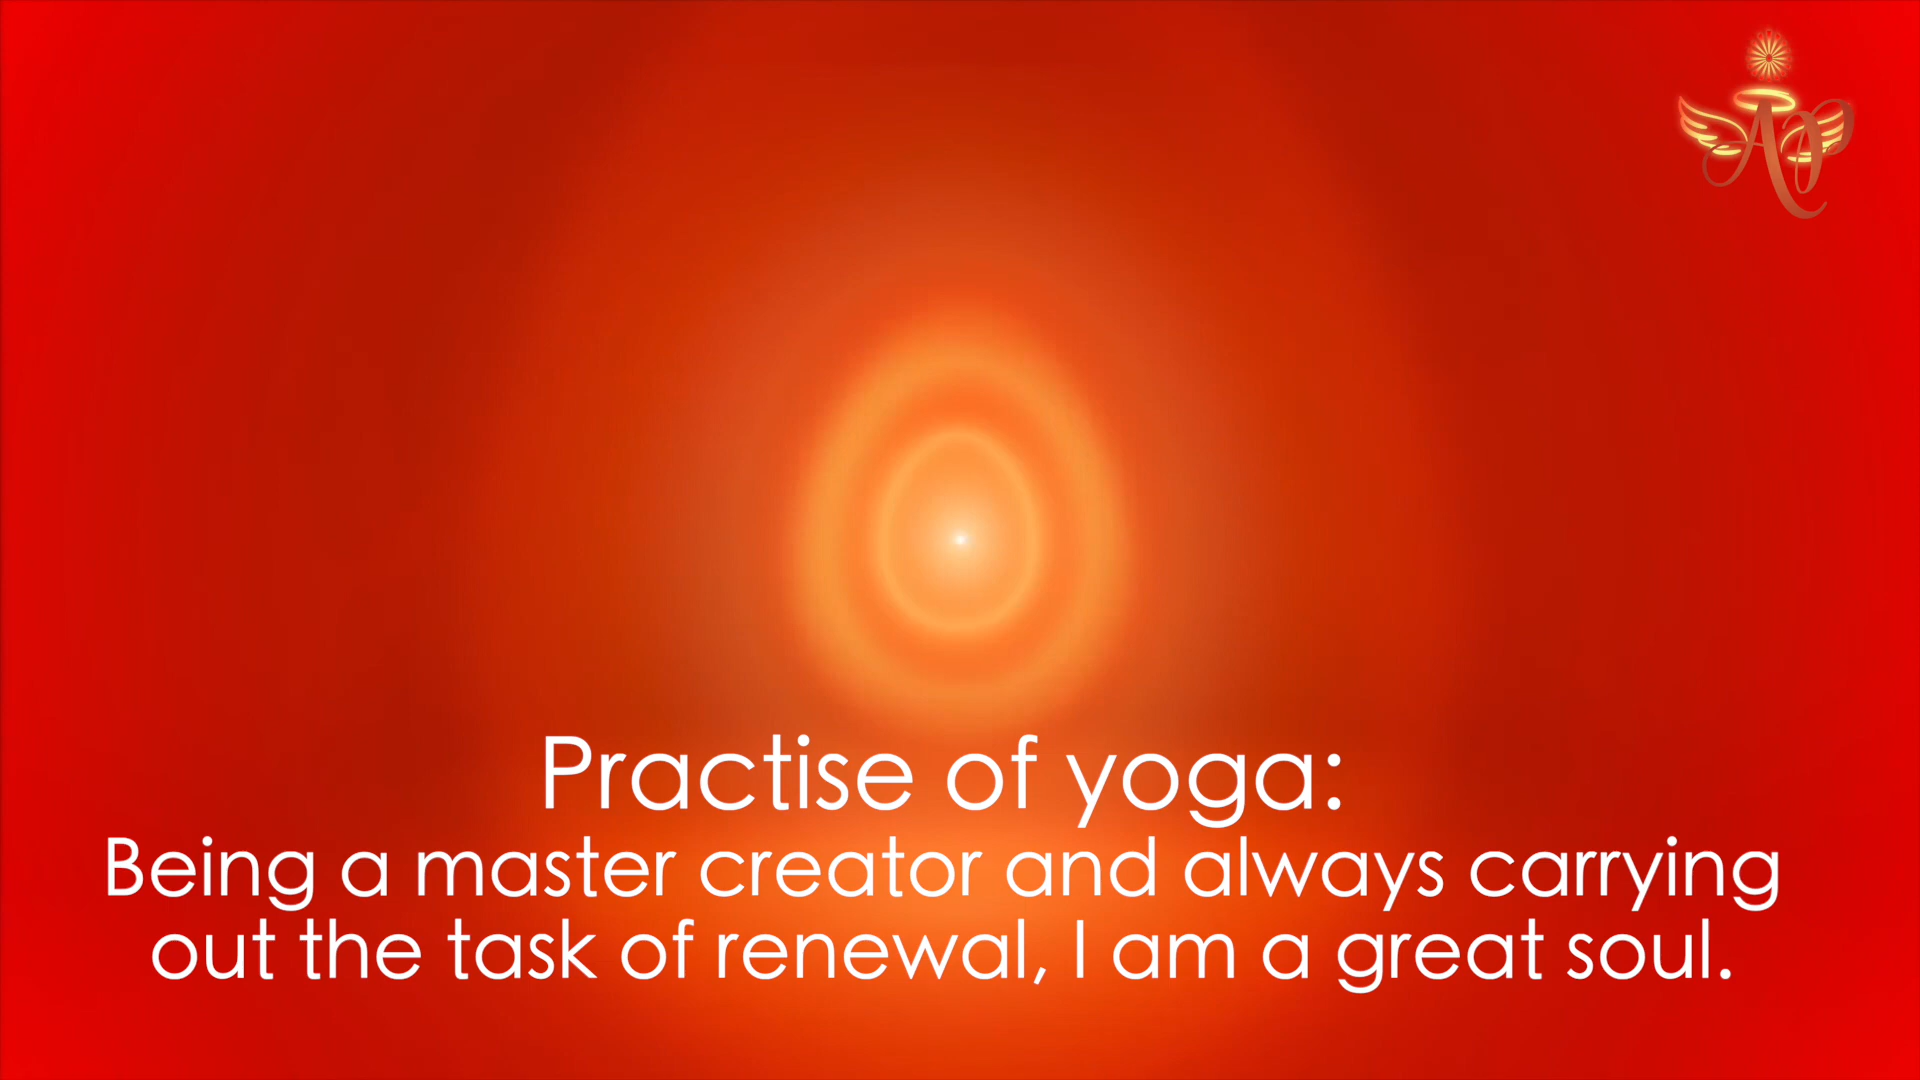 Practise of yoga:
Being a master creator and always carrying
out the task of renewal, I am a great soul.